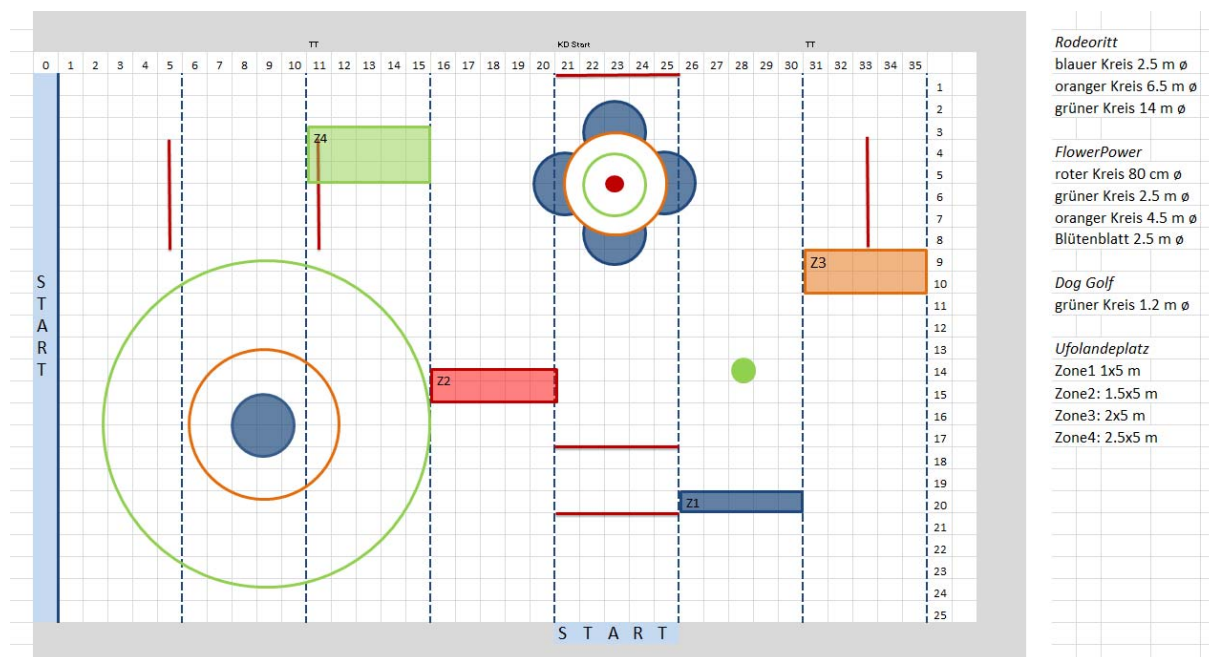 TT KD Start TT
0 1 2 3 4 5 6 7 8 9 10 11 12 13 14 15 16 17 18 19 20 21 22 23 24 25 26 27 28 29 30 31 32 33 34 35
1
2
3
4
5
6
7
8
9
10
11
12
13
14
15
16
17
18
19
20
21
22
23
24
25
START
Z4
Z3
Z2
Z1
START
Rodeoritt
blauer Kreis 2.5 m ø
oranger Kreis 6.5 m ø
grüner Kreis 14 m ø
FlowerPower
roter Kreis 80 cm ø
grüner Kreis 2.5 m ø
oranger Kreis 4.5 m ø
Blütenblatt 2.5 m ø
Dog Golf
grüner Kreis 1.2 m ø
Ufolandeplatz
Zone1 1x5 m
Zone2: 1.5x5 m
Zone3: 2x5 m
Zone4: 2.5x5 m